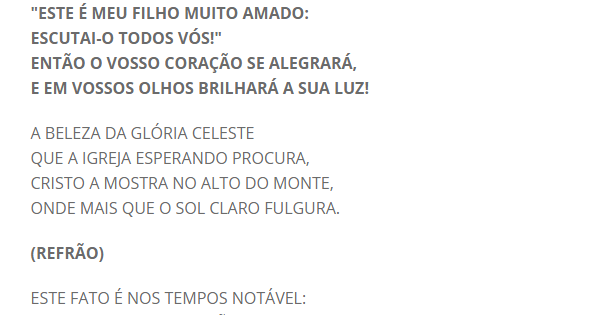 "ESTE É MEU FILHO MUITO AMADO:
ESCUTAI-O TODOS VÓS!"
ENTÃO O VOSSO CORAÇÃO SE ALEGRARÁ,
E EM VOSSOS OLHOS BRILHARÁ A SUA LUZ!
A BELEZA DA GLÓRIA CELESTE
QUE A IGREJA ESPERANDO PROCURA,
CRISTO A MOSTRA NO ALTO DO MONTE,
ONDE MAIS QUE O SOL CLARO FULGURA.
(REFRÃO)
ESTE FATO É NOS TEMPOS NOTÁVEL: